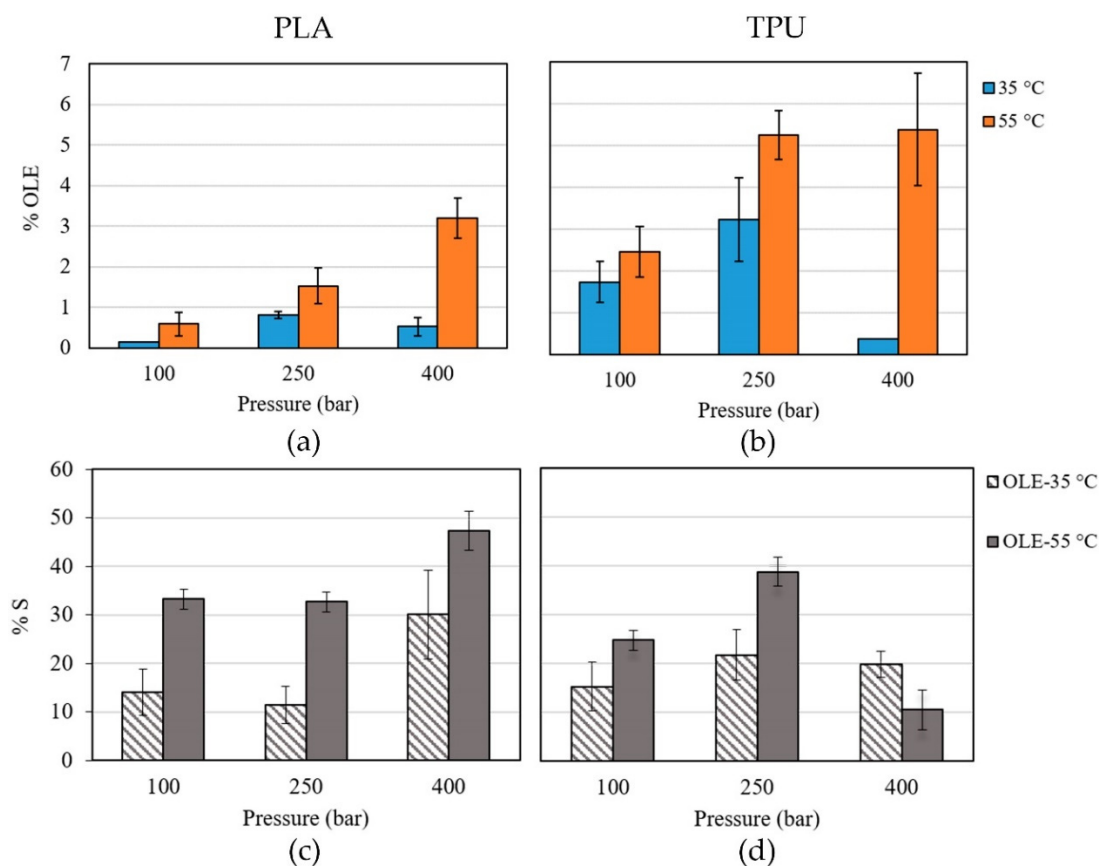 PLA
TPU
7
6
5
4
3
2
1
0
% OLE
100 250 400
Pressure (bar)
(a)
100 250 400
Pressure (bar)
(b)
35 °C
55 °C
60
50
40
30
20
10
0
% S
100 250 400
Pressure (bar)
(c)
100 250 400
Pressure (bar)
(d)
OLE-35 °C
OLE-55 °C